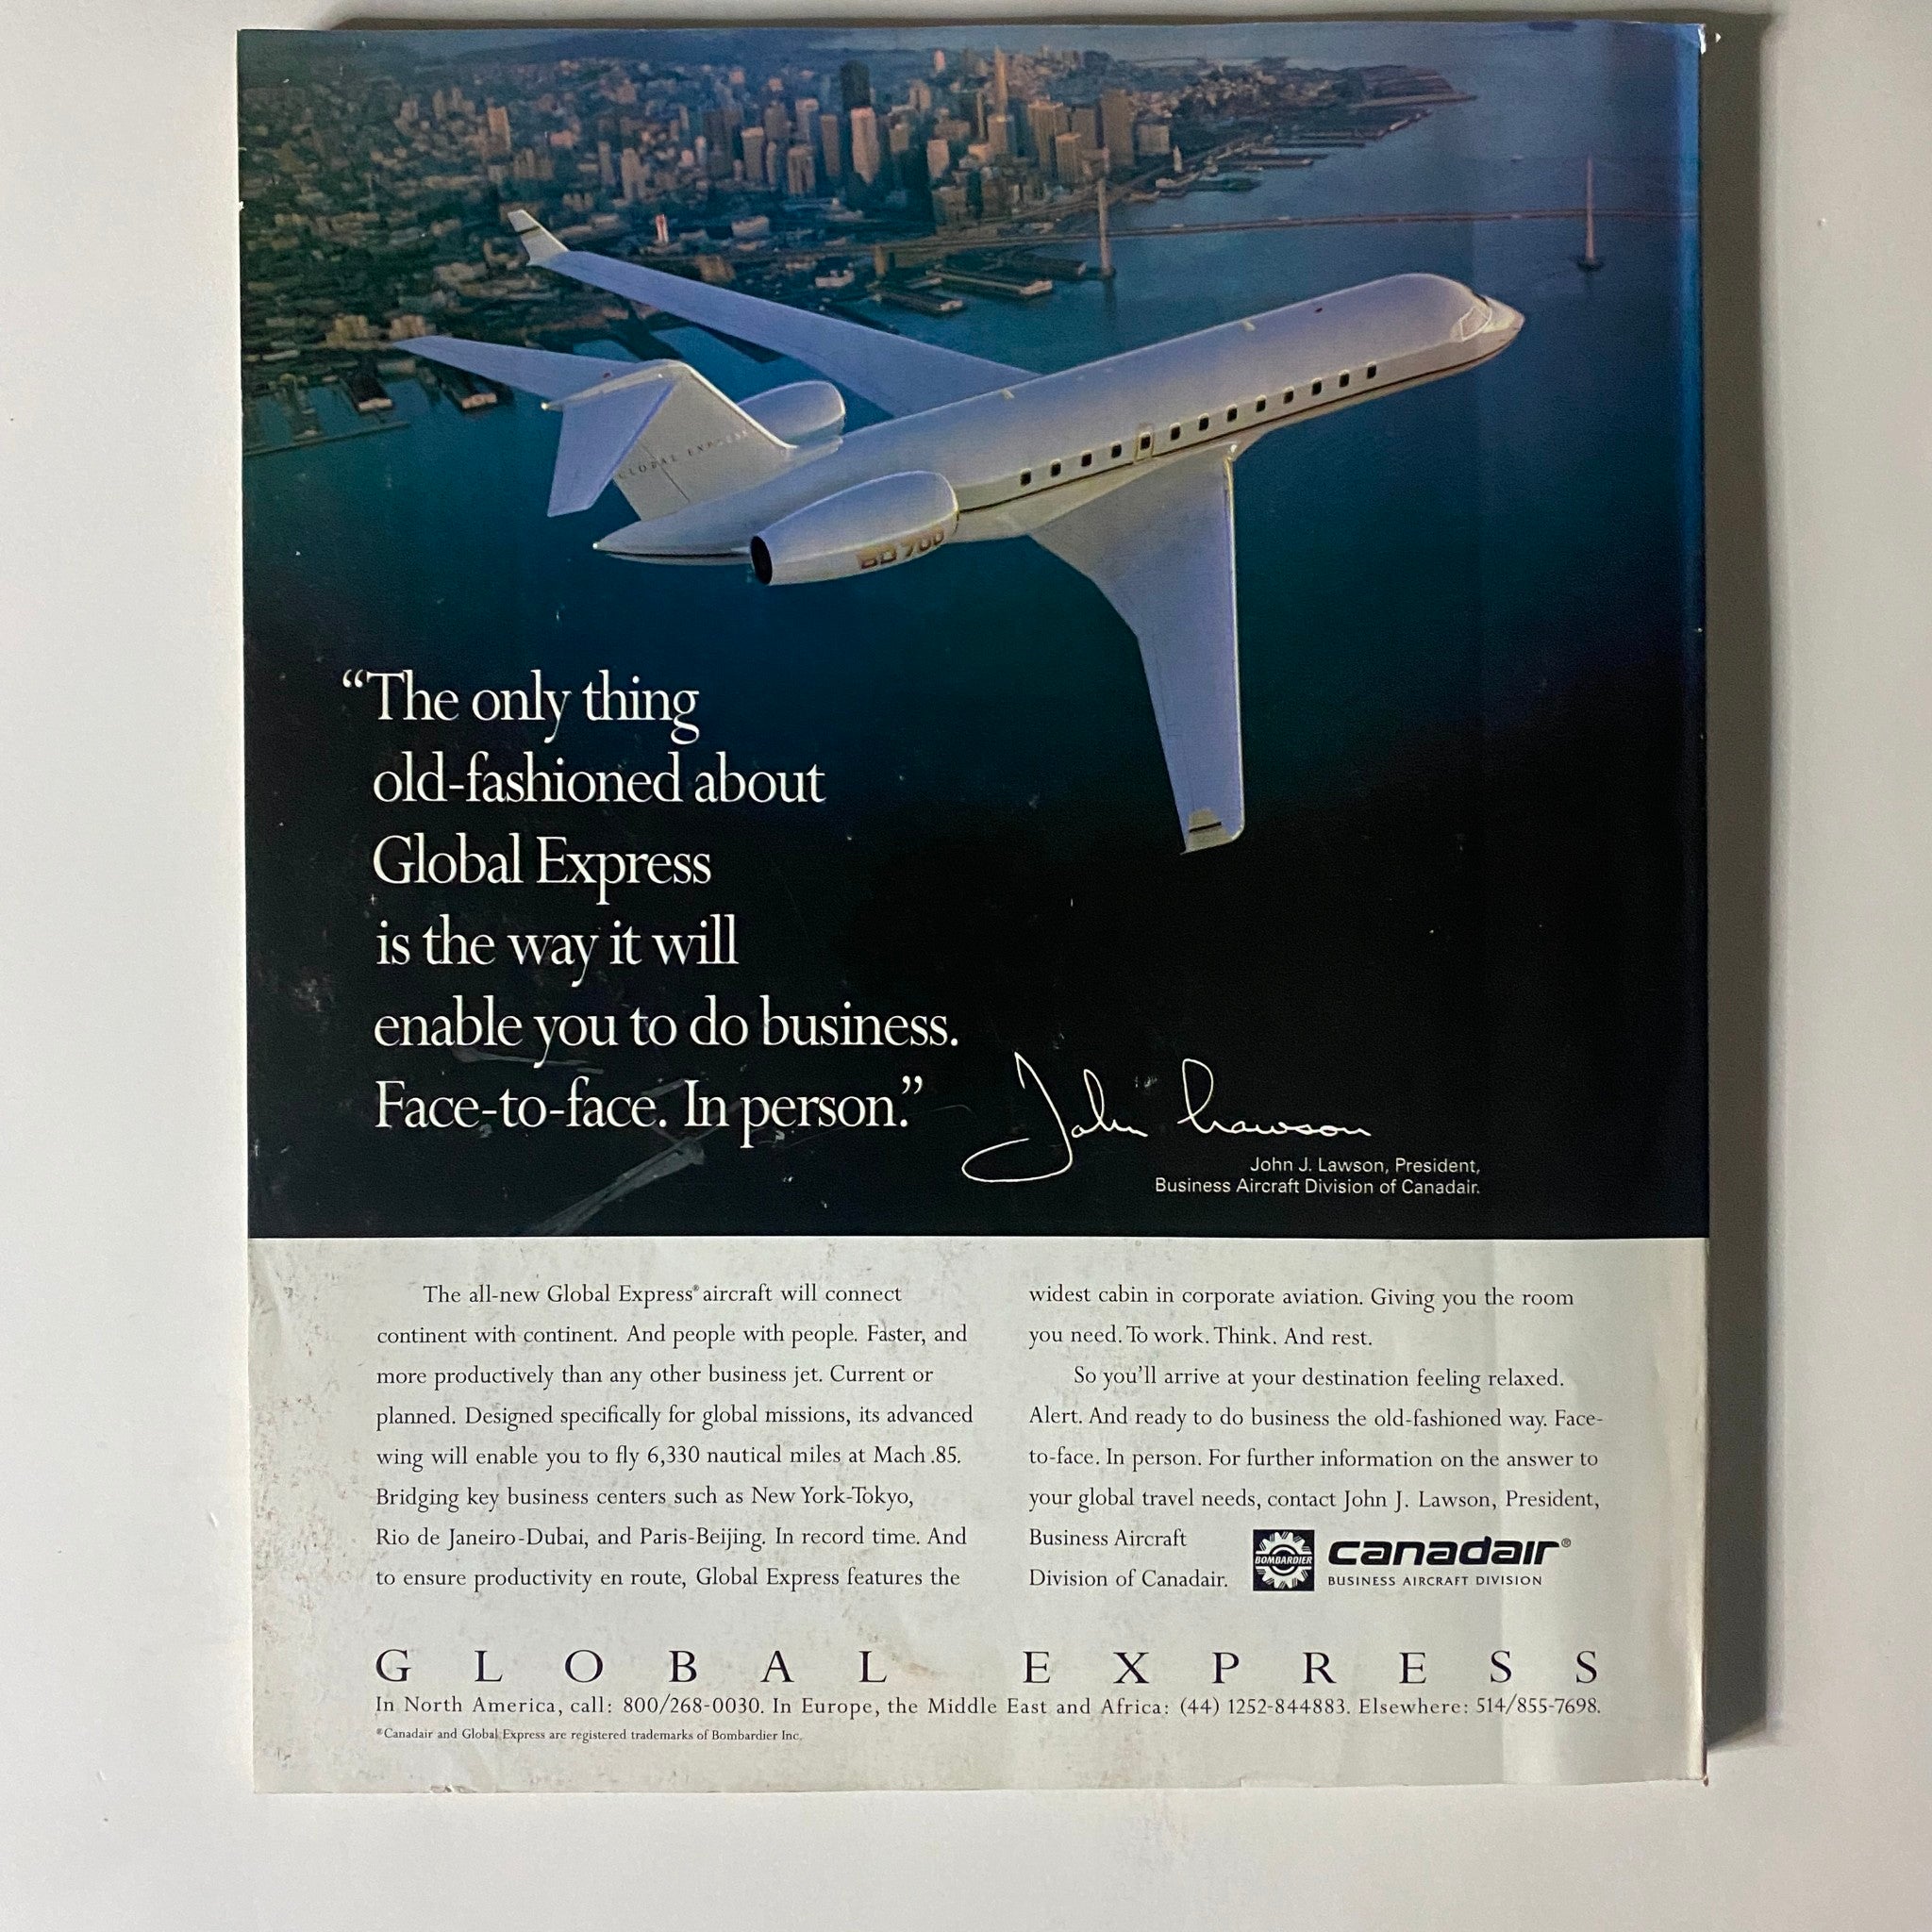 GLOBAL EXPRESS
BD 700
“The only thing
old-fashioned about
Global Express
is the way it will
enable you to do business.
Face-to-face. In person.”
John Lawson
John J. Lawson, President,
Business Aircraft Division of Canadair.
The all-new Global Express® aircraft will connect
continent with continent. And people with people. Faster, and
more productively than any other business jet. Current or
planned. Designed specifically for global missions, its advanced
wing will enable you to fly 6,330 nautical miles at Mach .85.
Bridging key business centers such as New York-Tokyo,
Rio de Janeiro-Dubai, and Paris-Beijing. In record time. And
to ensure productivity en route, Global Express features the
widest cabin in corporate aviation. Giving you the room
you need. To work. Think. And rest.
So you’ll arrive at your destination feeling relaxed.
Alert. And ready to do business the old-fashioned way. Face-
to-face. In person. For further information on the answer to
your global travel needs, contact John J. Lawson, President,
Business Aircraft
Division of Canadair.
BOMBARDIER
canadair®
BUSINESS AIRCRAFT DIVISION
GLOBAL EXPRESS
In North America, call: 800/268-0030. In Europe, the Middle East and Africa: (44) 1252-844883. Elsewhere: 514/855-7698.
®Canadair and Global Express are registered trademarks of Bombardier Inc.